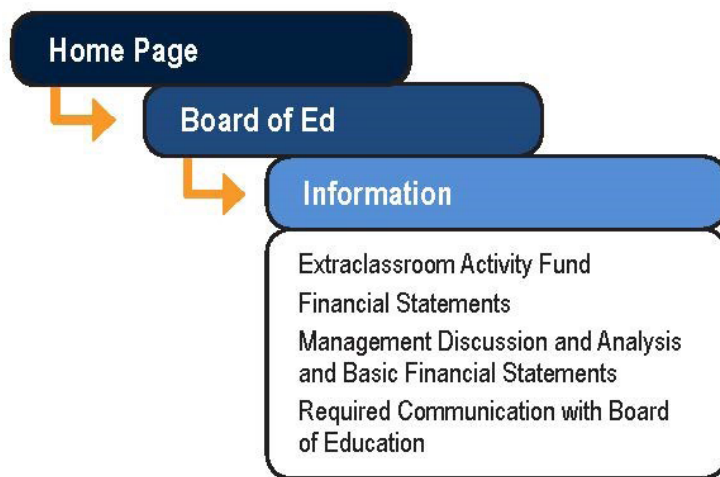 Home Page
Board of Ed
Information
Extraclassroom Activity Fund
Financial Statements
Management Discussion and Analysis
and Basic Financial Statements
Required Communication with Board
of Education